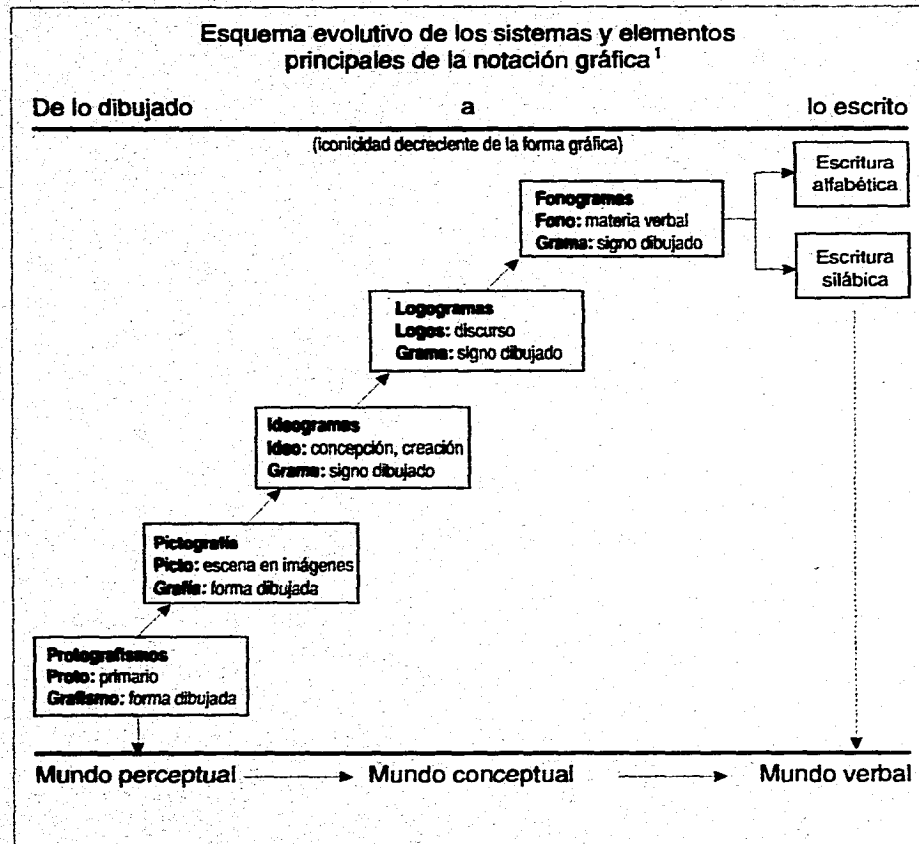 Esquema evolutivo de los sistemas y elementos
principales de la notación gráfica¹
De lo dibujado a lo escrito
(iconicidad decreciente de la forma gráfica)
Escritura
alfabética
Fonogramas
Fono: materia verbal
Grama: signo dibujado
Escritura
silábica
Logogramas
Logos: discurso
Grama: signo dibujado
Ideogramas
Ideo: concepción, creación
Grama: signo dibujado
Pictografía
Picto: escena en imágenes
Grafía: forma dibujada
Protografismos
Proto: primario
Grafismo: forma dibujada
Mundo perceptual Mundo conceptual Mundo verbal